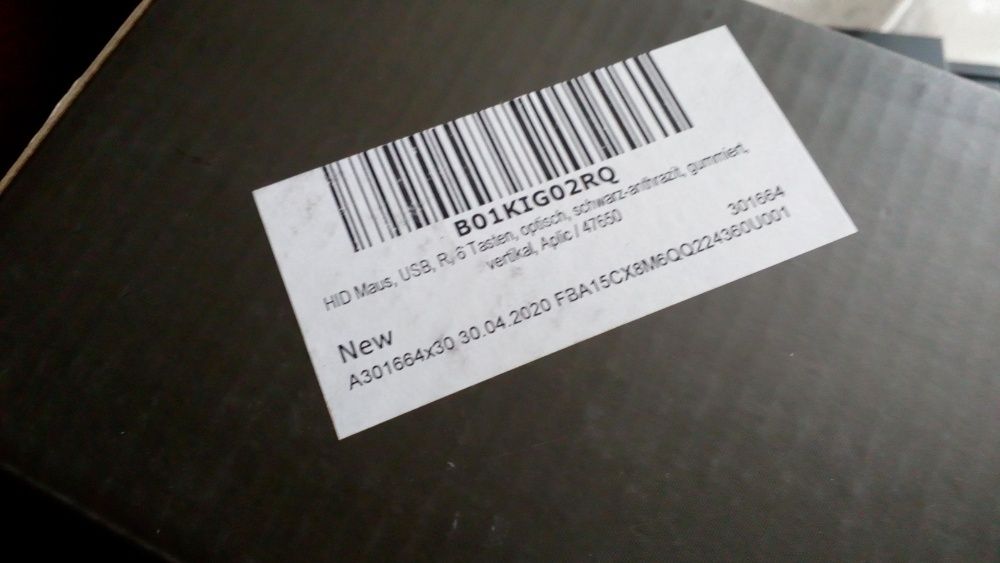 B01KIG02RQ
HID Maus, USB, R, 6 Tasten, optisch, schwarz-anthrazit, gummiert,
vertikal, Aplic / 47650
301664
New
A301664x30 30.04.2020 FBA15CX8M6QQ224360U001